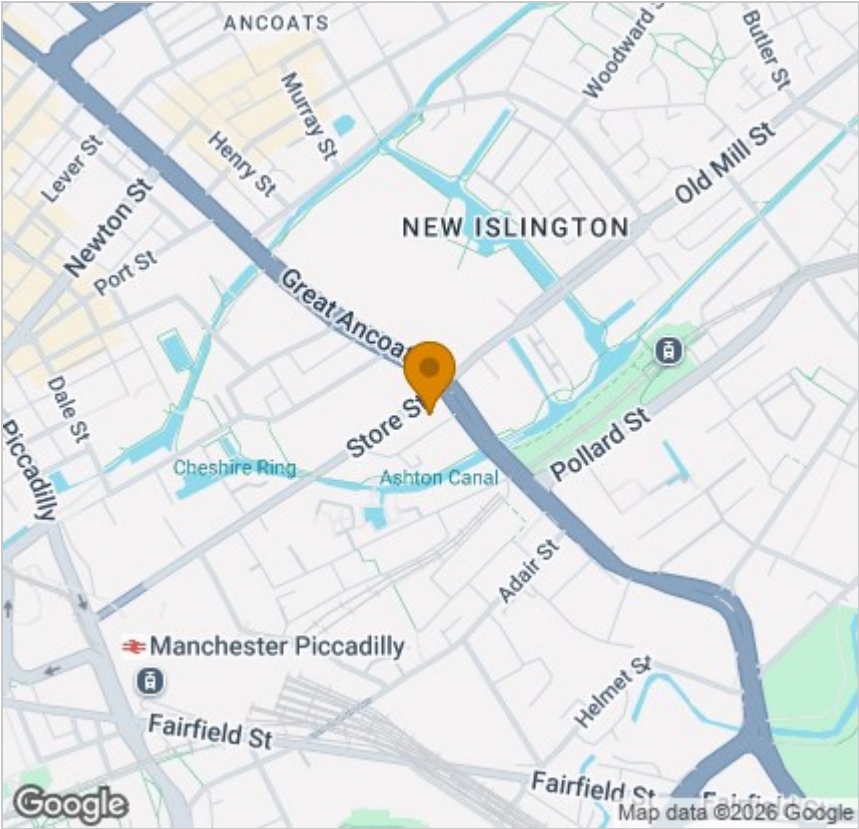 ANCOATS
Woodward S
Butler St
Murray St
Lever St
Henry St
Old Mill St
Newton St
NEW ISLINGTON
Port St
Great Ancoa
Dale St
Store St
Pollard St
Piccadilly
Cheshire Ring
Ashton Canal
Adair St
Manchester Piccadilly
Helmet St
Fairfield St
Fairfield St
Google
Map data ©2026 Google